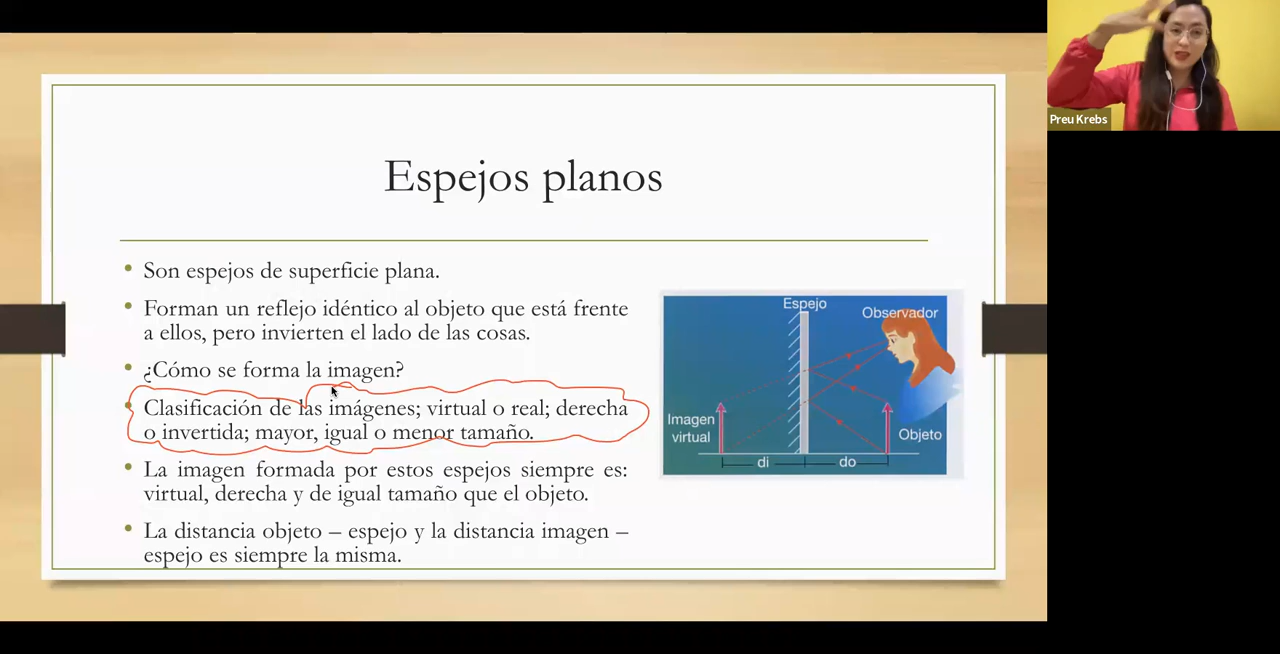 Preu Krebs
Espejos planos
• Son espejos de superficie plana.
• Forman un reflejo idéntico al objeto que está frente
a ellos, pero invierten el lado de las cosas.
• ¿Cómo se forma la imagen?
• Clasificación de las imágenes; virtual o real; derecha
o invertida; mayor, igual o menor tamaño.
• La imagen formada por estos espejos siempre es:
virtual, derecha y de igual tamaño que el objeto.
• La distancia objeto – espejo y la distancia imagen –
espejo es siempre la misma.
Espejo
Observador
Imagen
virtual
Objeto
di
do